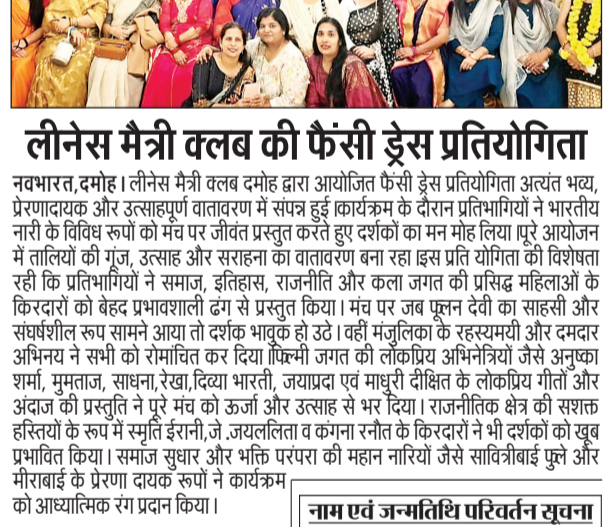 लीनेस मैत्री क्लब की फैंसी ड्रेस प्रतियोगिता
नवभारत,दमोह। लीनेस मैत्री क्लब दमोह द्वारा आयोजित फैंसी ड्रेस प्रतियोगिता अत्यंत भव्य,
प्रेरणादायक और उत्साहपूर्ण वातावरण में संपन्न हुई।कार्यक्रम के दौरान प्रतिभागियों ने भारतीय
नारी के विविध रूपों को मंच पर जीवंत प्रस्तुत करते हुए दर्शकों का मन मोह लिया।पूरे आयोजन
में तालियों की गूंज, उत्साह और सराहना का वातावरण बना रहा।इस प्रति योगिता की विशेषता
रही कि प्रतिभागियों ने समाज, इतिहास, राजनीति और कला जगत की प्रसिद्ध महिलाओं के
किरदारों को बेहद प्रभावशाली ढंग से प्रस्तुत किया। मंच पर जब फूलन देवी का साहसी और
संघर्षशील रूप सामने आया तो दर्शक भावुक हो उठे। वहीं मंजुलिका के रहस्यमयी और दमदार
अभिनय ने सभी को रोमांचित कर दिया।फिल्मी जगत की लोकप्रिय अभिनेत्रियों जैसे अनुष्का
शर्मा, मुमताज, साधना,रेखा,दिव्या भारती, जयाप्रदा एवं माधुरी दीक्षित के लोकप्रिय गीतों और
अंदाज की प्रस्तुति ने पूरे मंच को ऊर्जा और उत्साह से भर दिया। राजनीतिक क्षेत्र की सशक्त
हस्तियों के रूप में स्मृति ईरानी,जे .जयललिता व कंगना रनौत के किरदारों ने भी दर्शकों को खूब
प्रभावित किया। समाज सुधार और भक्ति परंपरा की महान नारियों जैसे सावित्रीबाई फुले और
मीराबाई के प्रेरणा दायक रूपों ने कार्यक्रम
को आध्यात्मिक रंग प्रदान किया।
नाम एवं जन्मतिथि परिवर्तन सूचना